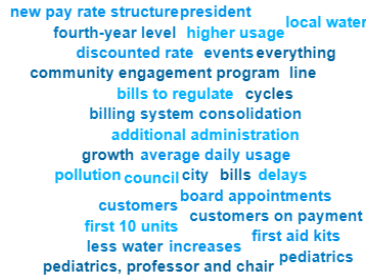 new pay rate structure president
local water
fourth-year level higher usage
discounted rate events everything
community engagement program line
bills to regulate cycles
billing system consolidation
additional administration
growth average daily usage
pollution council city bills delays
board appointments
customers
customers on payment
first 10 units
first aid kits
less water increases
pediatrics
pediatrics, professor and chair